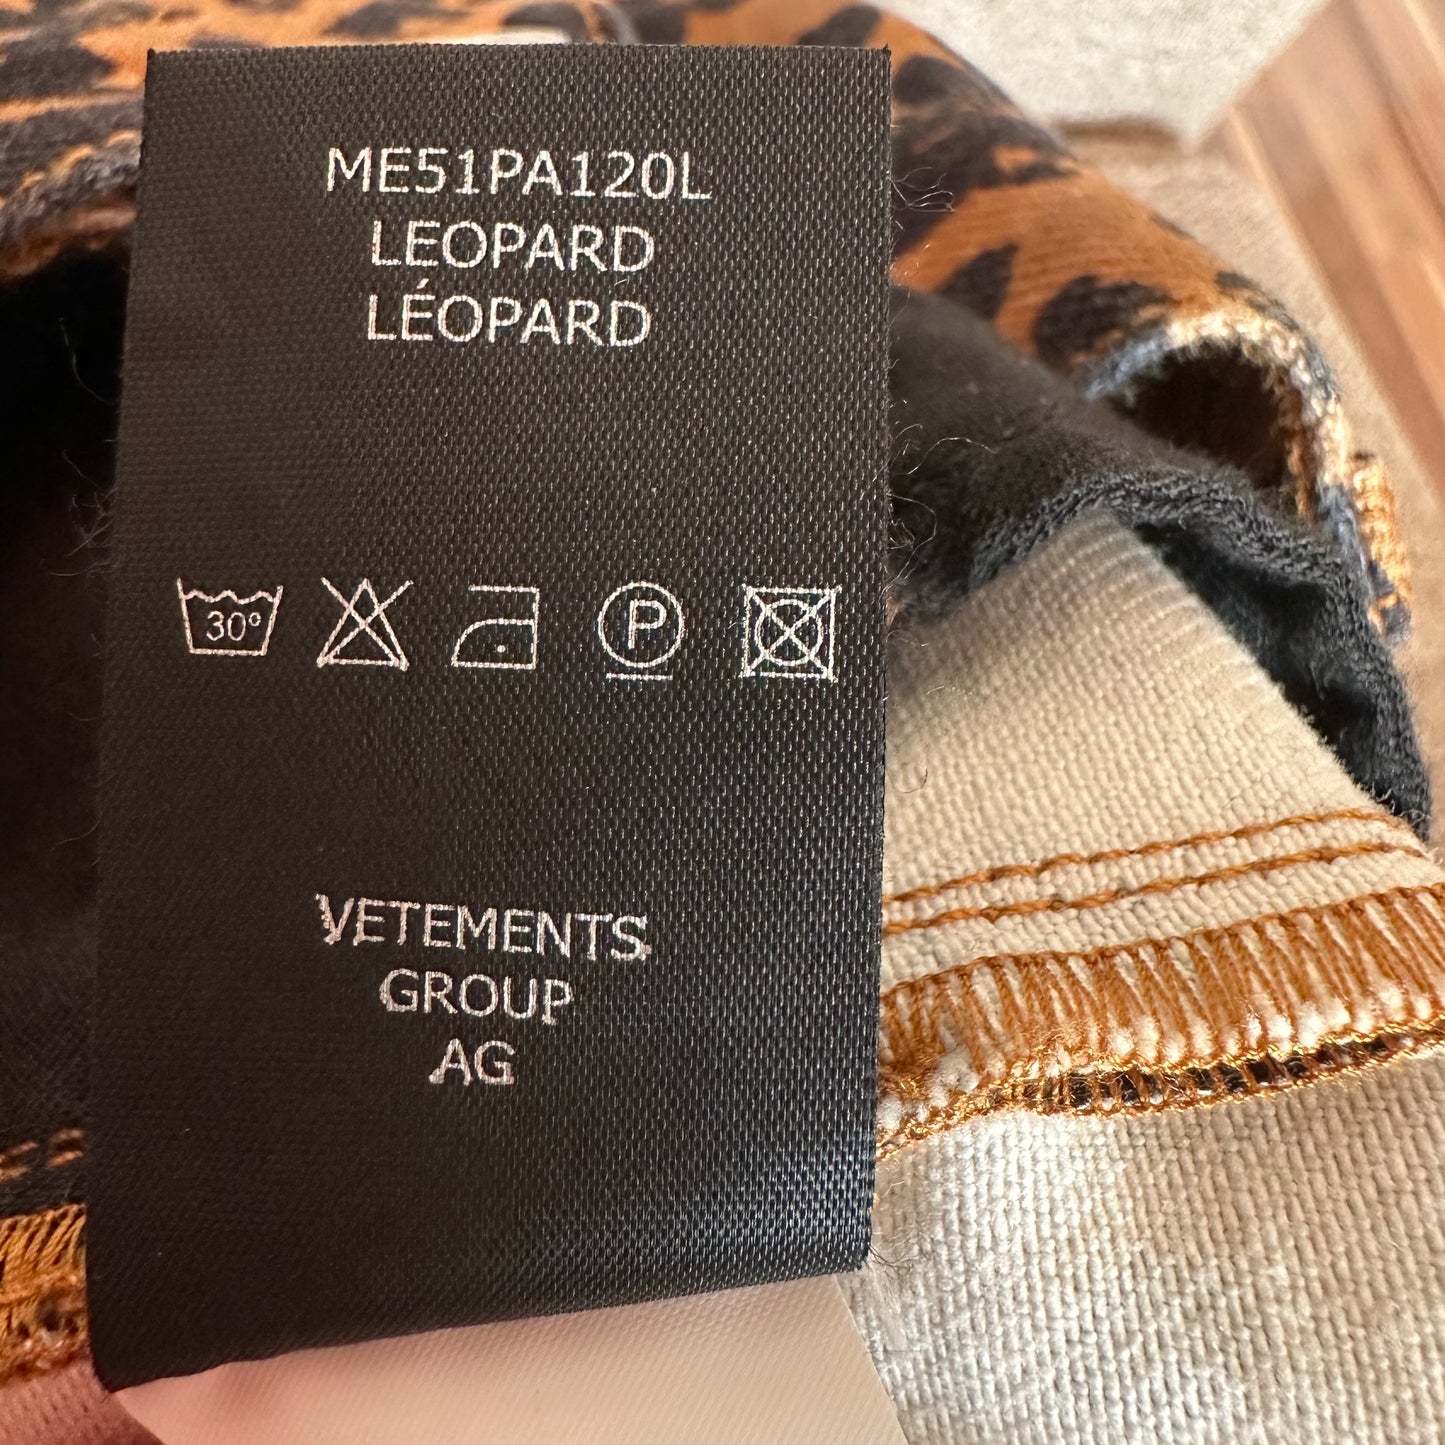 ME51PA120L
LEOPARD
LÉOPARD
30°
P
VETEMENTS
GROUP
AG